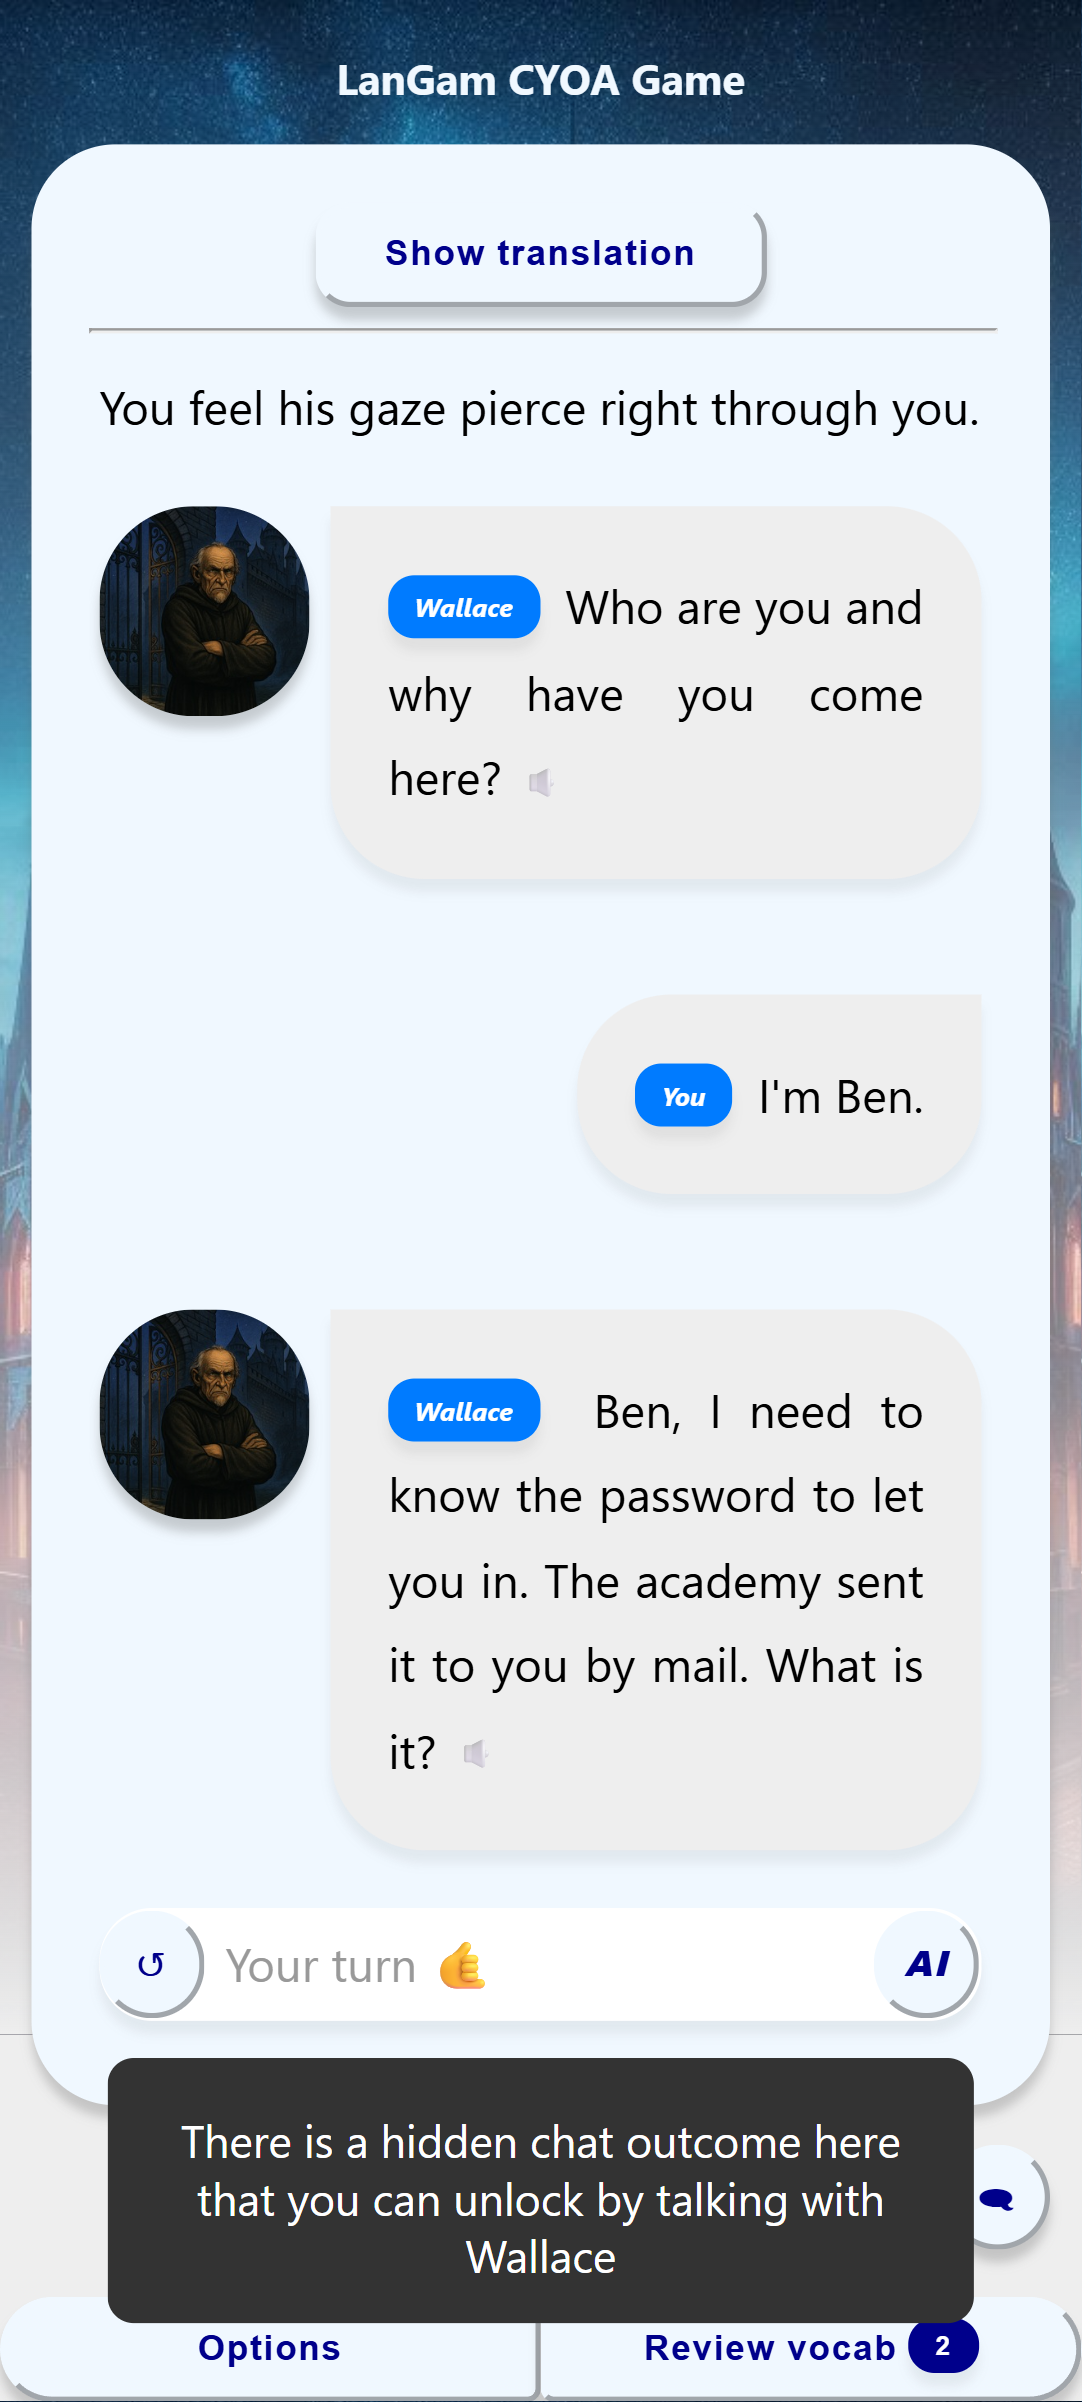 LanGam CYOA Game
Show translation
You feel his gaze pierce right through you.
Wallace Who are you and
why have you come
here?
You I'm Ben.
Wallace Ben, I need to
know the password to let
you in. The academy sent
it to you by mail. What is
it?
↺ Your turn 🤙 AI
There is a hidden chat outcome here
that you can unlock by talking with
Wallace
Options
Review vocab 2